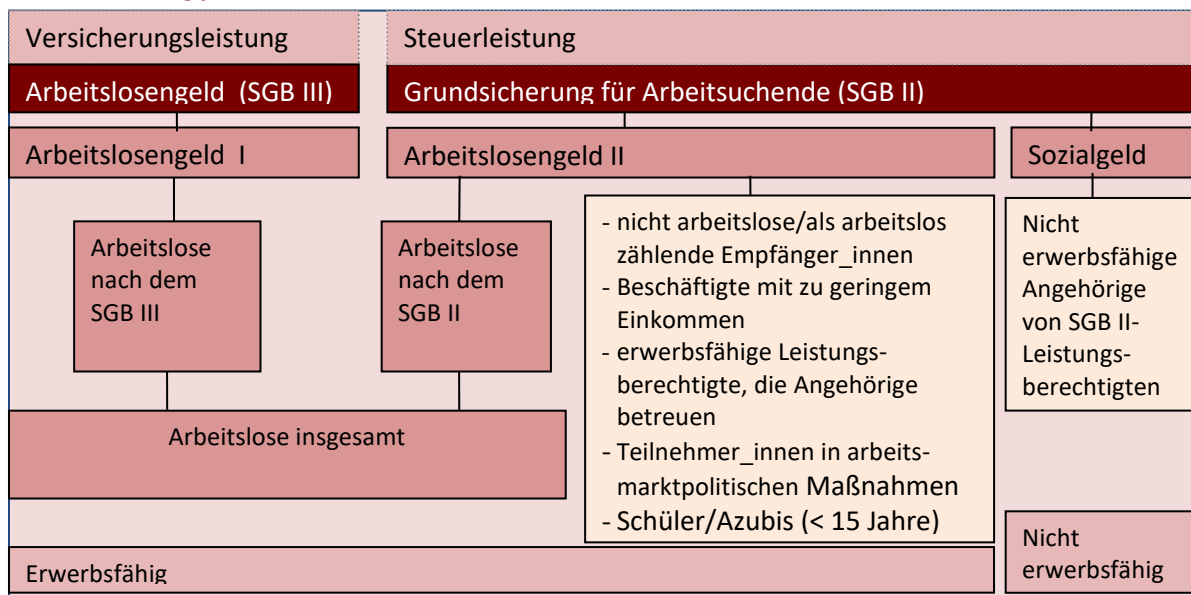 Versicherungsleistung
Steuerleistung
Arbeitslosengeld (SGB III)
Grundsicherung für Arbeitsuchende (SGB II)
Arbeitslosengeld I
Arbeitslosengeld II
Sozialgeld
Arbeitslose
nach dem
SGB III
Arbeitslose
nach dem
SGB II
- nicht arbeitslose/als arbeitslos
zählende Empfänger_innen
- Beschäftigte mit zu geringem
Einkommen
- erwerbsfähige Leistungs-
berechtigte, die Angehörige
betreuen
- Teilnehmer_innen in arbeits-
marktpolitischen Maßnahmen
- Schüler/Azubis (< 15 Jahre)
Nicht
erwerbsfähige
Angehörige
von SGB II-
Leistungs-
berechtigten
Arbeitslose insgesamt
Erwerbsfähig
Nicht
erwerbsfähig